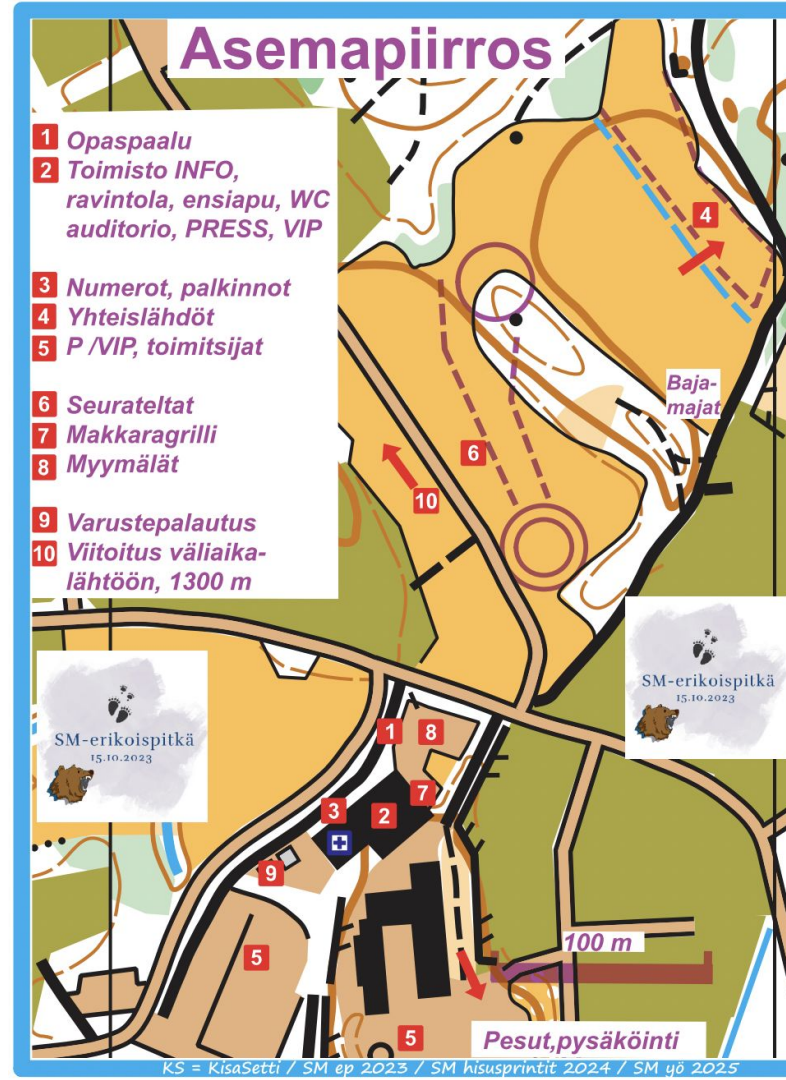 Asemapiirros
1 Opaspaalu
2 Toimisto INFO,
ravintola, ensiapu, WC
auditorio, PRESS, VIP
3 Numerot, palkinnot
4 Yhteislähdöt
5 P /VIP, toimitsijat
6 Seurateltat
7 Makkaragrilli
8 Myymälät
9 Varustepalautus
10 Viitoitus väliaika-
lähtöön, 1300 m
4
Baja-
majat
6
10
SM-erikoispitkä
15.10.2023
SM-erikoispitkä
15.10.2023
1
8
7
3
2
9
5
100 m
5
Pesut,pysäköinti
KS = KisaSetti / SM ep 2023 / SM hisusprintit 2024 / SM yö 2025